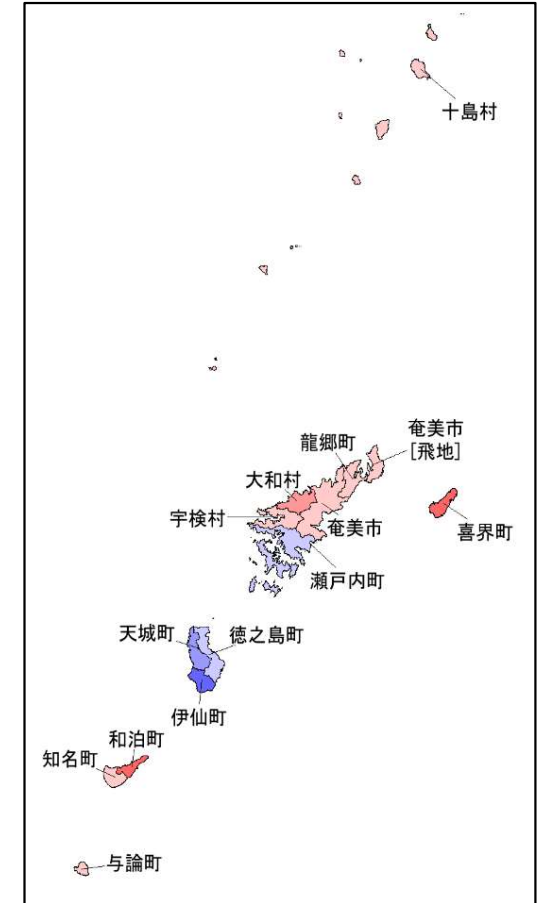 十島村
奄美市
[飛地]
龍郷町
大和村
宇検村
奄美市
喜界町
瀬戸内町
天城町
徳之島町
伊仙町
和泊町
知名町
与論町